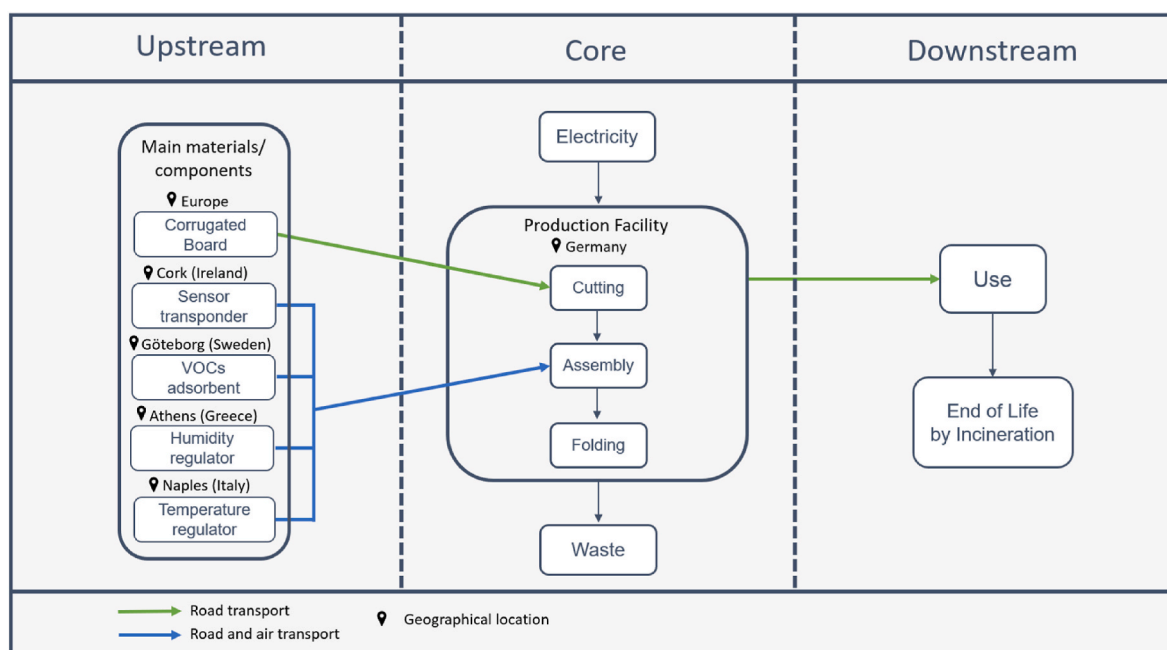 Upstream
Core
Downstream
Main materials/
components
Europe
Corrugated
Board
Cork (Ireland)
Sensor
transponder
Göteborg (Sweden)
VOCs
adsorbent
Athens (Greece)
Humidity
regulator
Naples (Italy)
Temperature
regulator
Electricity
Production Facility
Germany
Cutting
Assembly
Folding
Waste
Use
End of Life
by Incineration
Road transport
Road and air transport
Geographical location